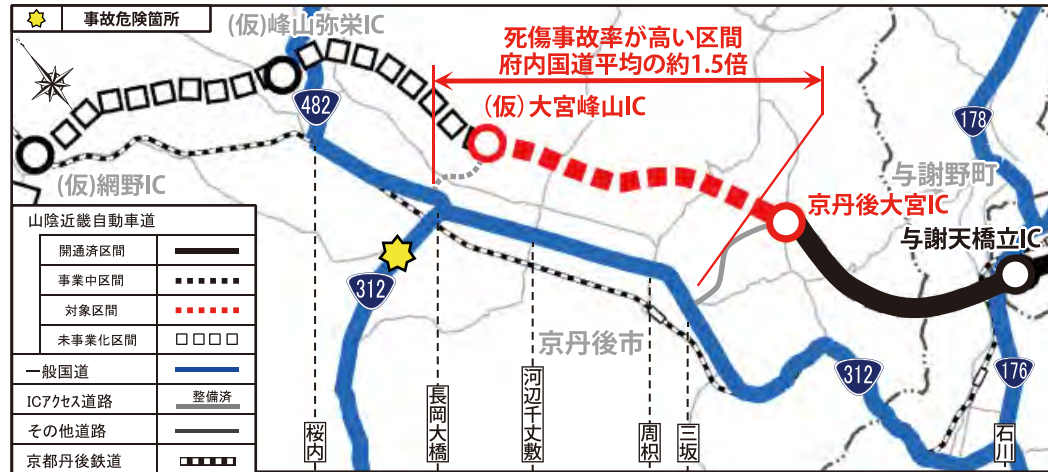 事故危険箇所
(仮)峰山弥栄IC
死傷事故率が高い区間
府内国道平均の約1.5倍
482
(仮)大宮峰山IC
178
(仮)網野IC
与謝野町
京丹後大宮IC
与謝天橋立IC
山陰近畿自動車道
開通済区間
事業中区間
対象区間
未事業化区間
一般国道
ICアクセス道路
整備済
その他道路
京都丹後鉄道
312
京丹後市
312
176
桜内
長岡大橋
河辺千丈敷
周枳
三坂
石川